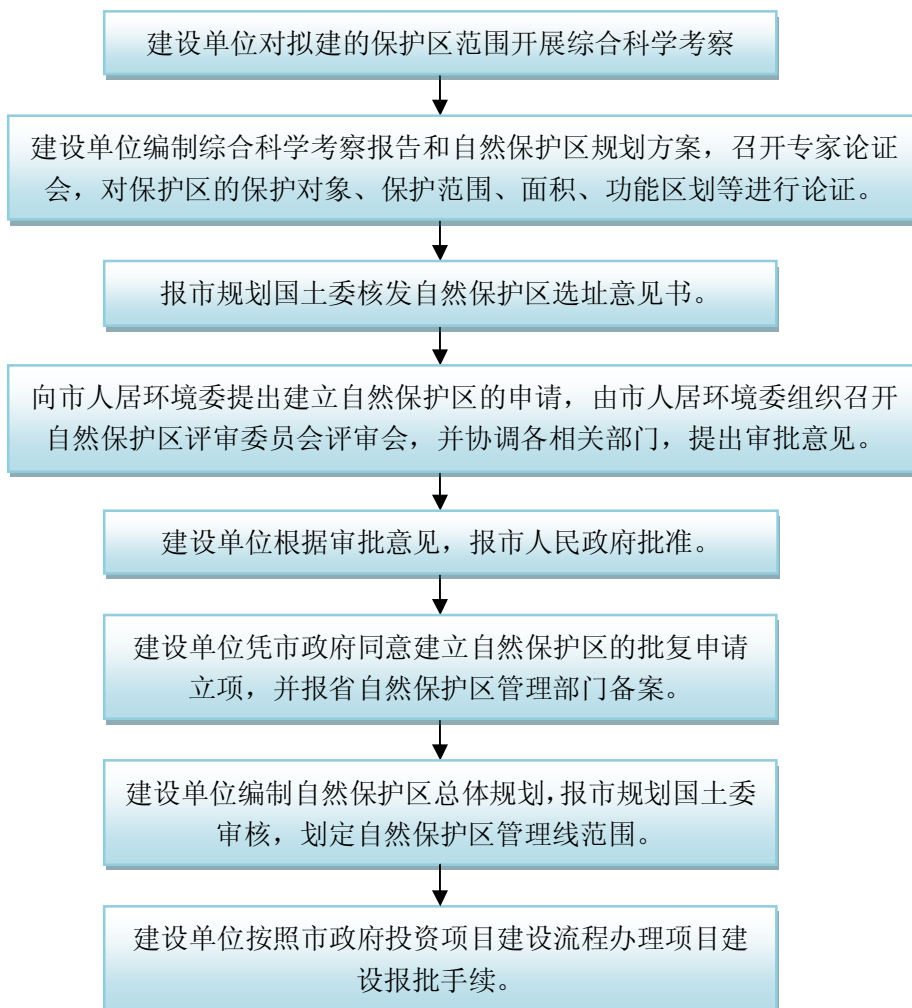 建设单位对拟建的保护区范围开展综合科学考察
建设单位编制综合科学考察报告和自然保护区规划方案，召开专家论证
会，对保护区的保护对象、保护范围、面积、功能区划等进行论证。
报市规划国土委核发自然保护区选址意见书。
向市人居环境委提出建立自然保护区的申请，由市人居环境委组织召开
自然保护区评审委员会评审会，并协调各相关部门，提出审批意见。
建设单位根据审批意见，报市人民政府批准。
建设单位凭市政府同意建立自然保护区的批复申请
立项，并报省自然保护区管理部门备案。
建设单位编制自然保护区总体规划，报市规划国土委
审核，划定自然保护区管理线范围。
建设单位按照市政府投资项目建设流程办理项目建
设报批手续。